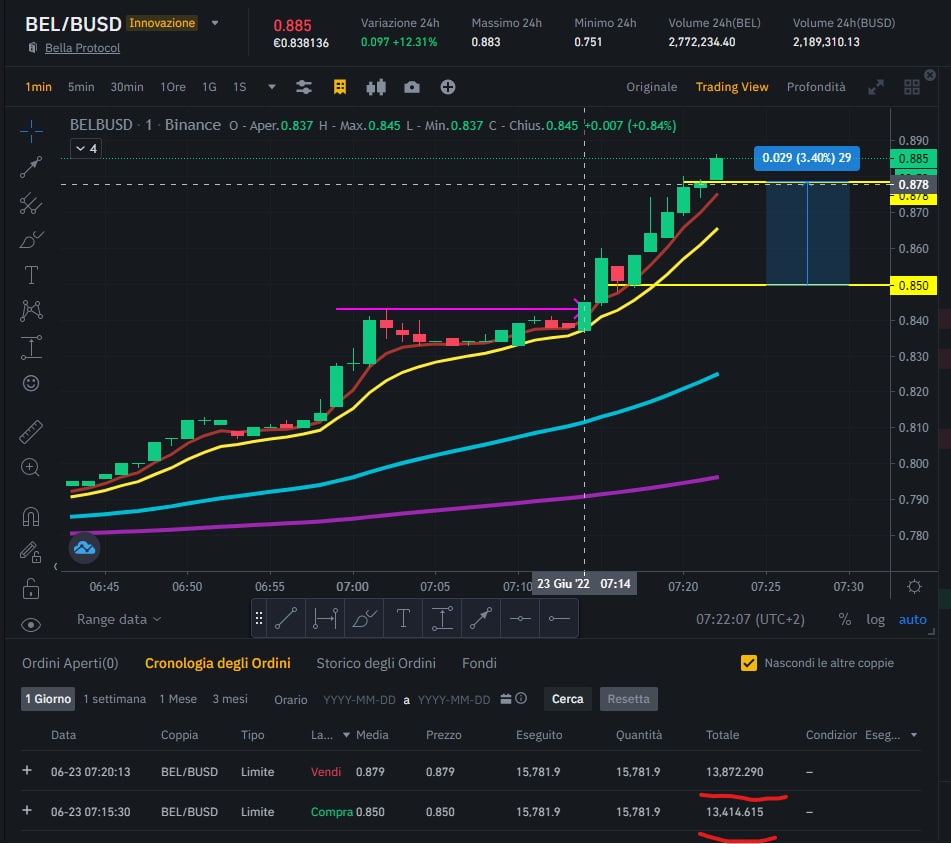 BEL/BUSD Innovazione
Bella Protocol
0.885
€0.838136
Variazione 24h
0.097 +12.31%
Massimo 24h
0.883
Minimo 24h
0.751
Volume 24h(BEL)
2,772,234.40
Volume 24h(BUSD)
2,189,310.13
1min 5min 30min 1Ore 1G 1S
Originale Trading View Profondità
BELBUSD · 1 · Binance O - Aper.0.837 H - Max.0.845 L - Min.0.837 C - Chius.0.845 +0.007 (+0.84%)
4
0.029 (3.40%) 29
0.890
0.885
0.878
0.878
0.870
0.860
0.850
0.840
0.830
0.820
0.810
0.800
0.790
0.780
06:45 06:50 06:55 07:00 07:05 07:10 23 Giu '22 07:14 07:20 07:25 07:30
Range data
07:22:07 (UTC+2) % log auto
Ordini Aperti(0) Cronologia degli Ordini Storico degli Ordini Fondi
Nascondi le altre coppie
1 Giorno 1 settimana 1 Mese 3 mesi Orario YYYY-MM-DD a YYYY-MM-DD Cerca Resetta
Data Coppia Tipo La... Media Prezzo Eseguito Quantità Totale Condizior Eseg...
+ 06-23 07:20:13 BEL/BUSD Limite Vendi 0.879 0.879 15,781.9 15,781.9 13,872.290 –
+ 06-23 07:15:30 BEL/BUSD Limite Compra 0.850 0.850 15,781.9 15,781.9 13,414.615 –